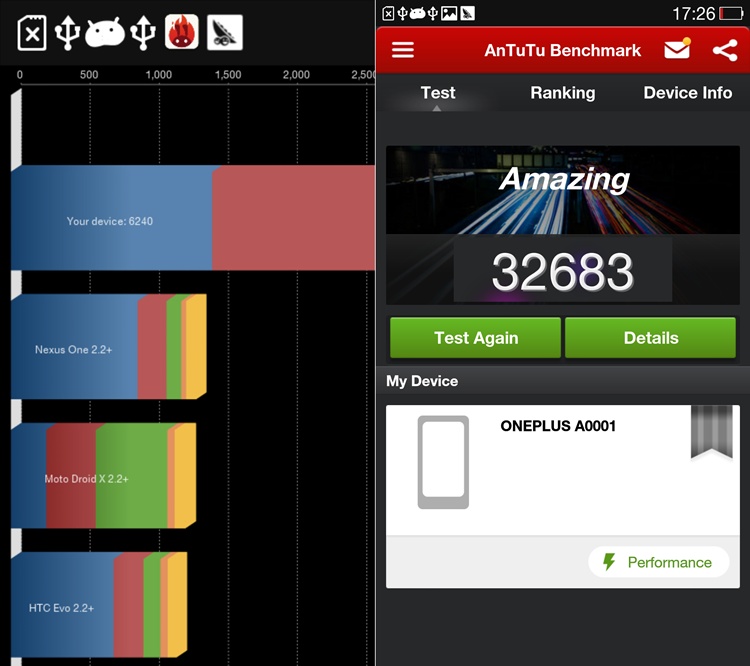 0 500 1,000 1,500 2,000 2,500
Your device: 6240
Nexus One 2.2+
Moto Droid X 2.2+
HTC Evo 2.2+
17:26
AnTuTu Benchmark
Test Ranking Device Info
Amazing
32683
Test Again Details
My Device
ONEPLUS A0001
Performance